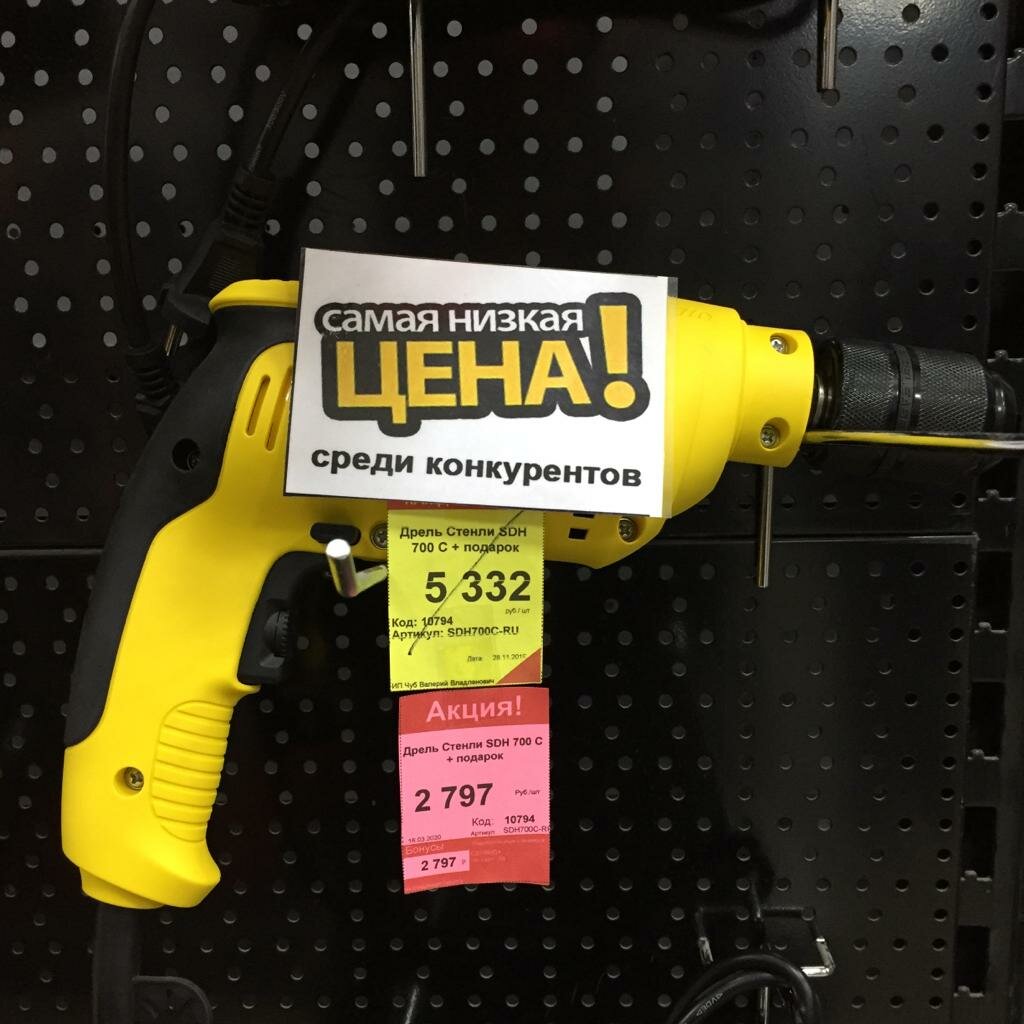 самая низкая
ЦЕНА!
среди конкурентов
Дрель Стенли SDH
700 C + подарок
5 332
руб / шт
Код: 10794
Артикул: SDH700C-RU
Дата: 28.11.2019
ИП Чуб Валерий Владленович
Акция!
Дрель Стенли SDH 700 C
+ подарок
2 797 Руб./шт
Код: 10794
16.03.2020 Артикул SDH700C-RU
Бонусы
2 797 р